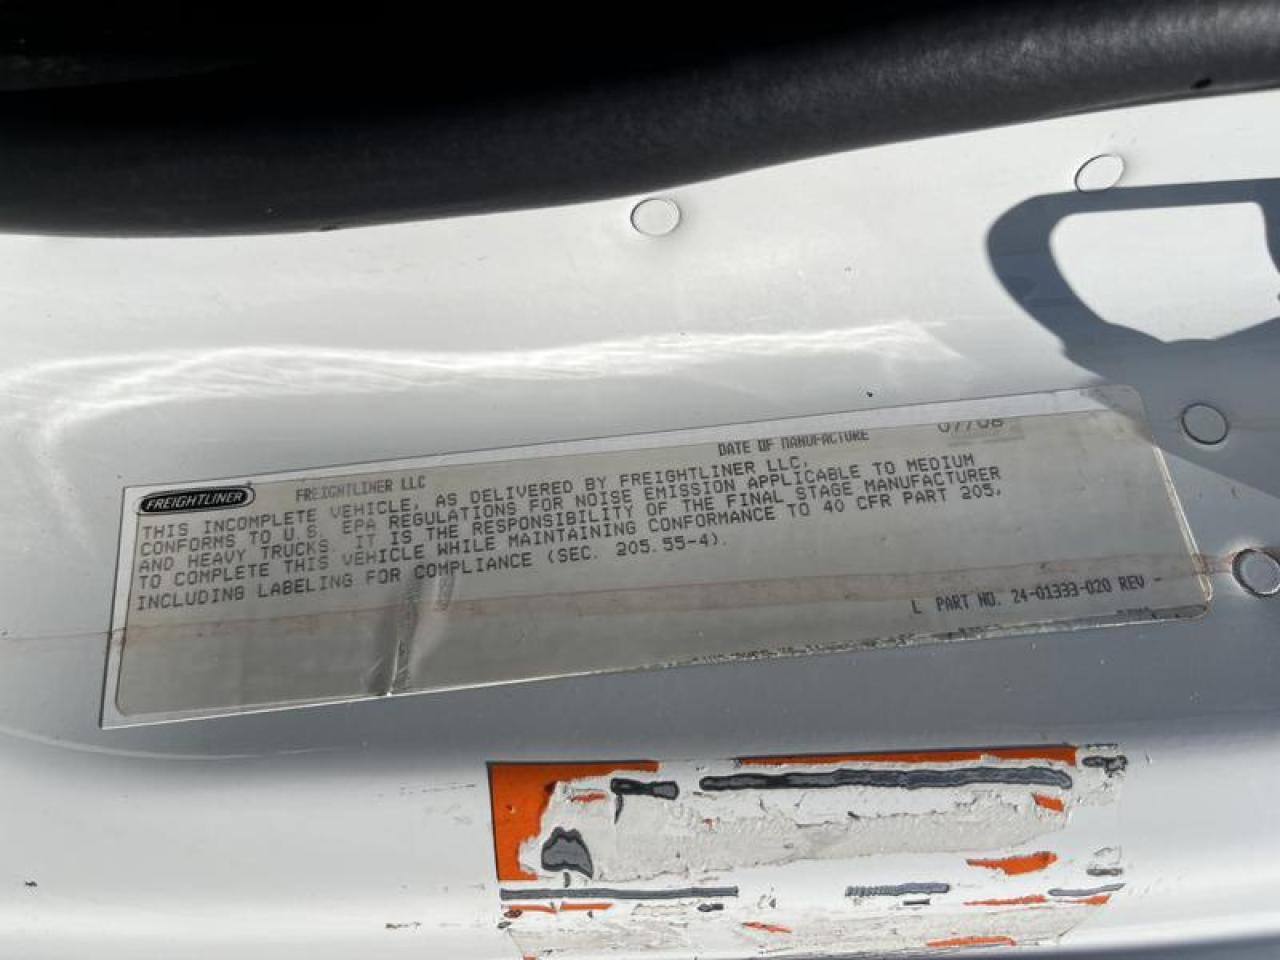 FREIGHTLINER FREIGHTLINER LLC DATE OF MANUFACTURE 07/08
THIS INCOMPLETE VEHICLE, AS DELIVERED BY FREIGHTLINER LLC,
CONFORMS TO U.S. EPA REGULATIONS FOR NOISE EMISSION APPLICABLE TO MEDIUM
AND HEAVY TRUCKS. IT IS THE RESPONSIBILITY OF THE FINAL STAGE MANUFACTURER
TO COMPLETE THIS VEHICLE WHILE MAINTAINING CONFORMANCE TO 40 CFR PART 205,
INCLUDING LABELING FOR COMPLIANCE (SEC. 205.55-4).
L PART NO. 24-01333-020 REV -